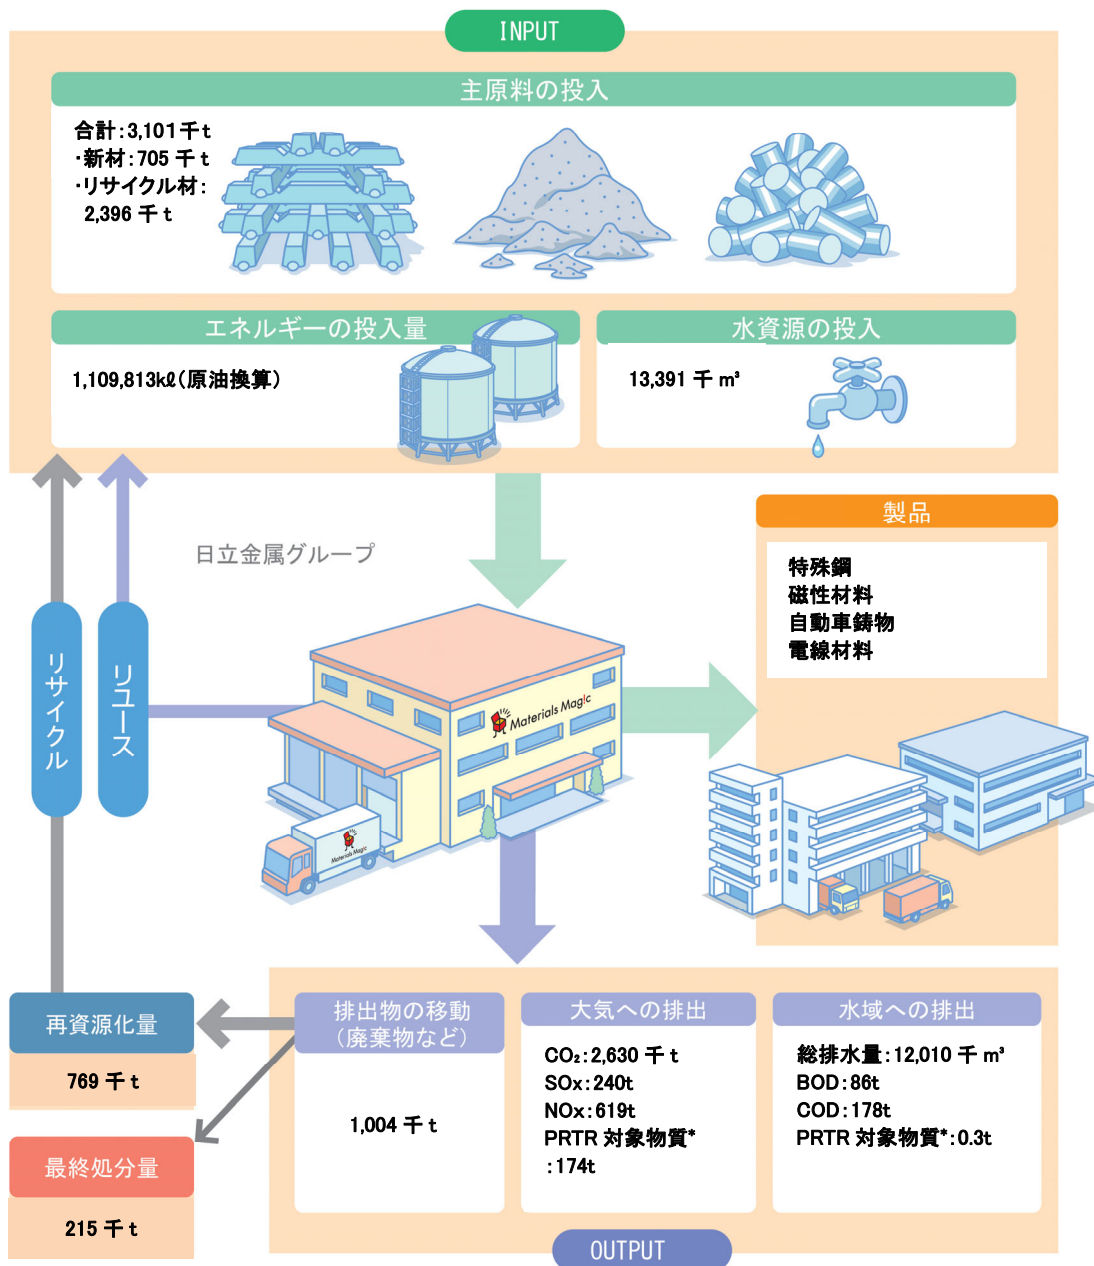 INPUT
主原料の投入
合計：3,101千t
・新材：705 千 t
・リサイクル材：
2,396 千 t
エネルギーの投入量
1,109,813kℓ（原油換算）
水資源の投入
13,391 千 m³
日立金属グループ
リサイクル
リユース
Materials Mag!c
Materials Magic
製品
特殊鋼
磁性材料
自動車鋳物
電線材料
再資源化量
769 千 t
最終処分量
215 千 t
排出物の移動
（廃棄物など）
1,004 千 t
大気への排出
CO₂：2,630 千 t
SOx：240t
NOx：619t
PRTR 対象物質*
：174t
水域への排出
総排水量：12,010 千 m³
BOD：86t
COD：178t
PRTR 対象物質*：0.3t
OUTPUT